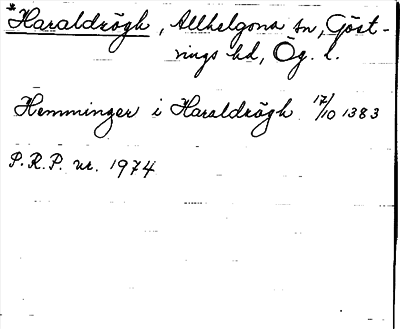 *Haraldrögh, Allhelgona sn, Göst-
rings hd, Ög. l.
Hemminger i Haraldrögh 17/10 1383
P.R.P. nr. 1974